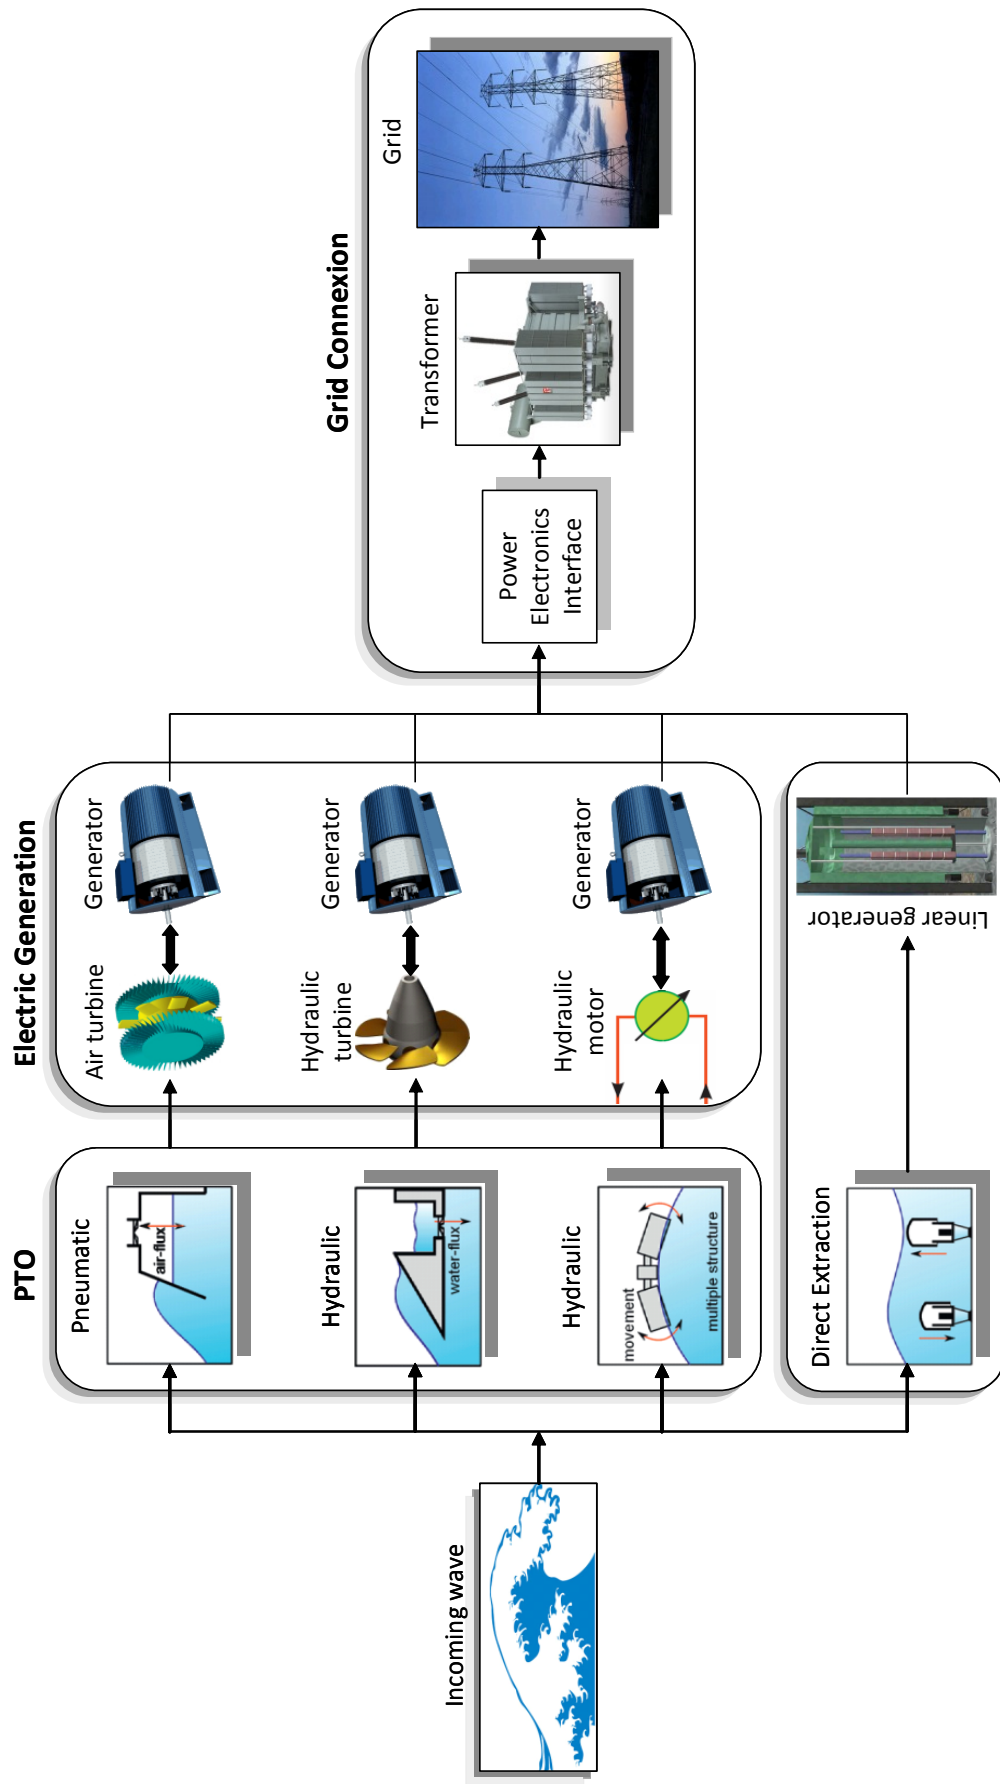 Incoming wave
PTO
Pneumatic
air-flux
Hydraulic
water-flux
Hydraulic
movement
multiple structure
Direct Extraction
Electric Generation
Air turbine
Generator
Hydraulic
turbine
Generator
Hydraulic
motor
Generator
Linear generator
Grid Connexion
Power
Electronics
Interface
Transformer
Grid